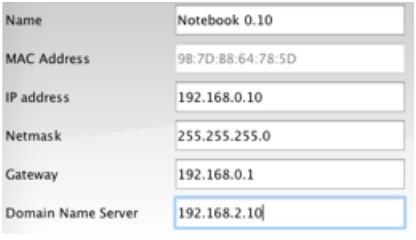 Name Notebook 0.10
MAC Address 9B:7D:B8:64:78:5D
IP address 192.168.0.10
Netmask 255.255.255.0
Gateway 192.168.0.1
Domain Name Server 192.168.2.10